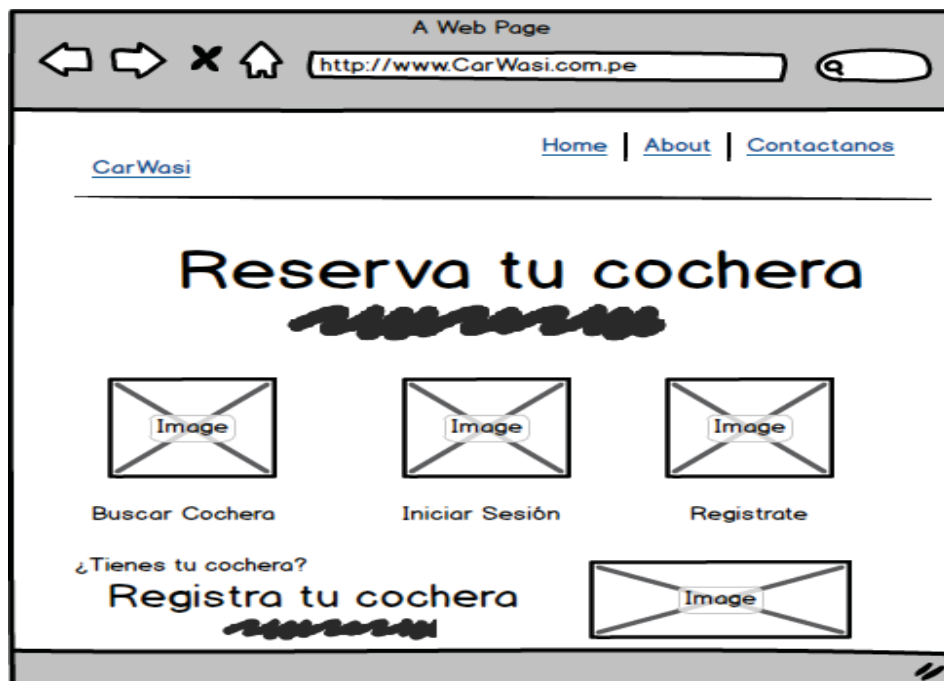 A Web Page
http://www.CarWasi.com.pe
Home | About | Contactanos
CarWasi
Reserva tu cochera
Image Image Image
Buscar Cochera Iniciar Sesión Registrate
¿Tienes tu cochera?
Registra tu cochera
Image